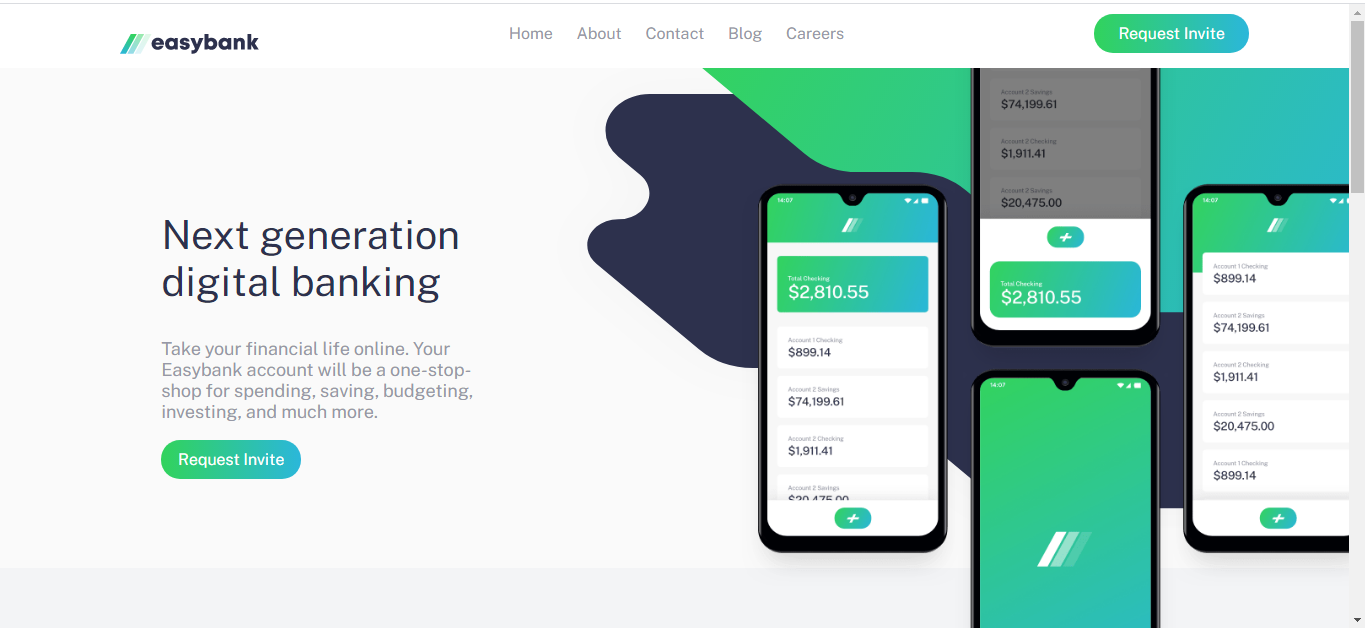 easybank
Home
About
Contact
Blog
Careers
Request Invite
Next generation
digital banking
Take your financial life online. Your
Easybank account will be a one-stop-
shop for spending, saving, budgeting,
investing, and much more.
Request Invite
14:07
Total Checking
$2,810.55
Account 1 Checking
$899.14
Account 2 Savings
$74,199.61
Account 2 Checking
$1,911.41
Account 2 Savings
$20,475.00
Account 2 Savings
$74,199.61
Account 2 Checking
$1,911.41
Account 2 Savings
$20,475.00
Total Checking
$2,810.55
14:07
14:07
Account 1 Checking
$899.14
Account 2 Savings
$74,199.61
Account 2 Checking
$1,911.41
Account 2 Savings
$20,475.00
Account 1 Checking
$899.14